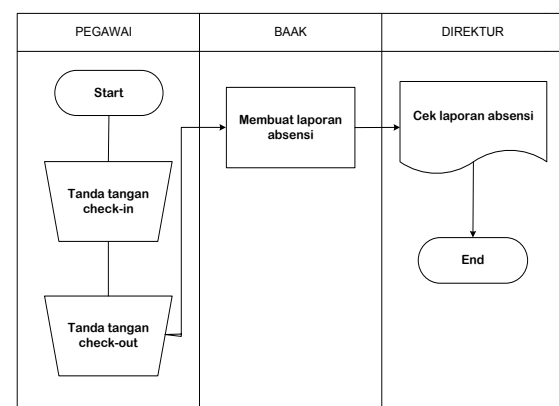 PEGAWAI
BAAK
DIREKTUR
Start
Tanda tangan
check-in
Tanda tangan
check-out
Membuat laporan
absensi
Cek laporan absensi
End